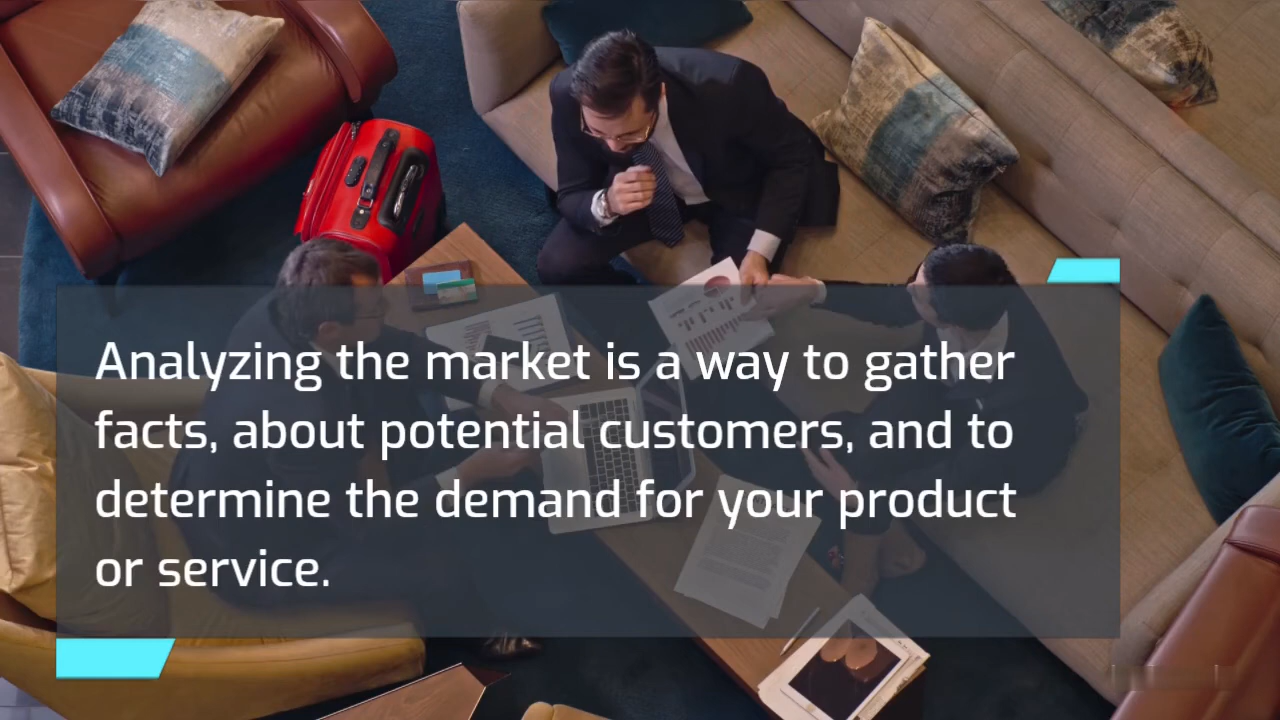 Analyzing the market is a way to gather
facts, about potential customers, and to
determine the demand for your product
or service.